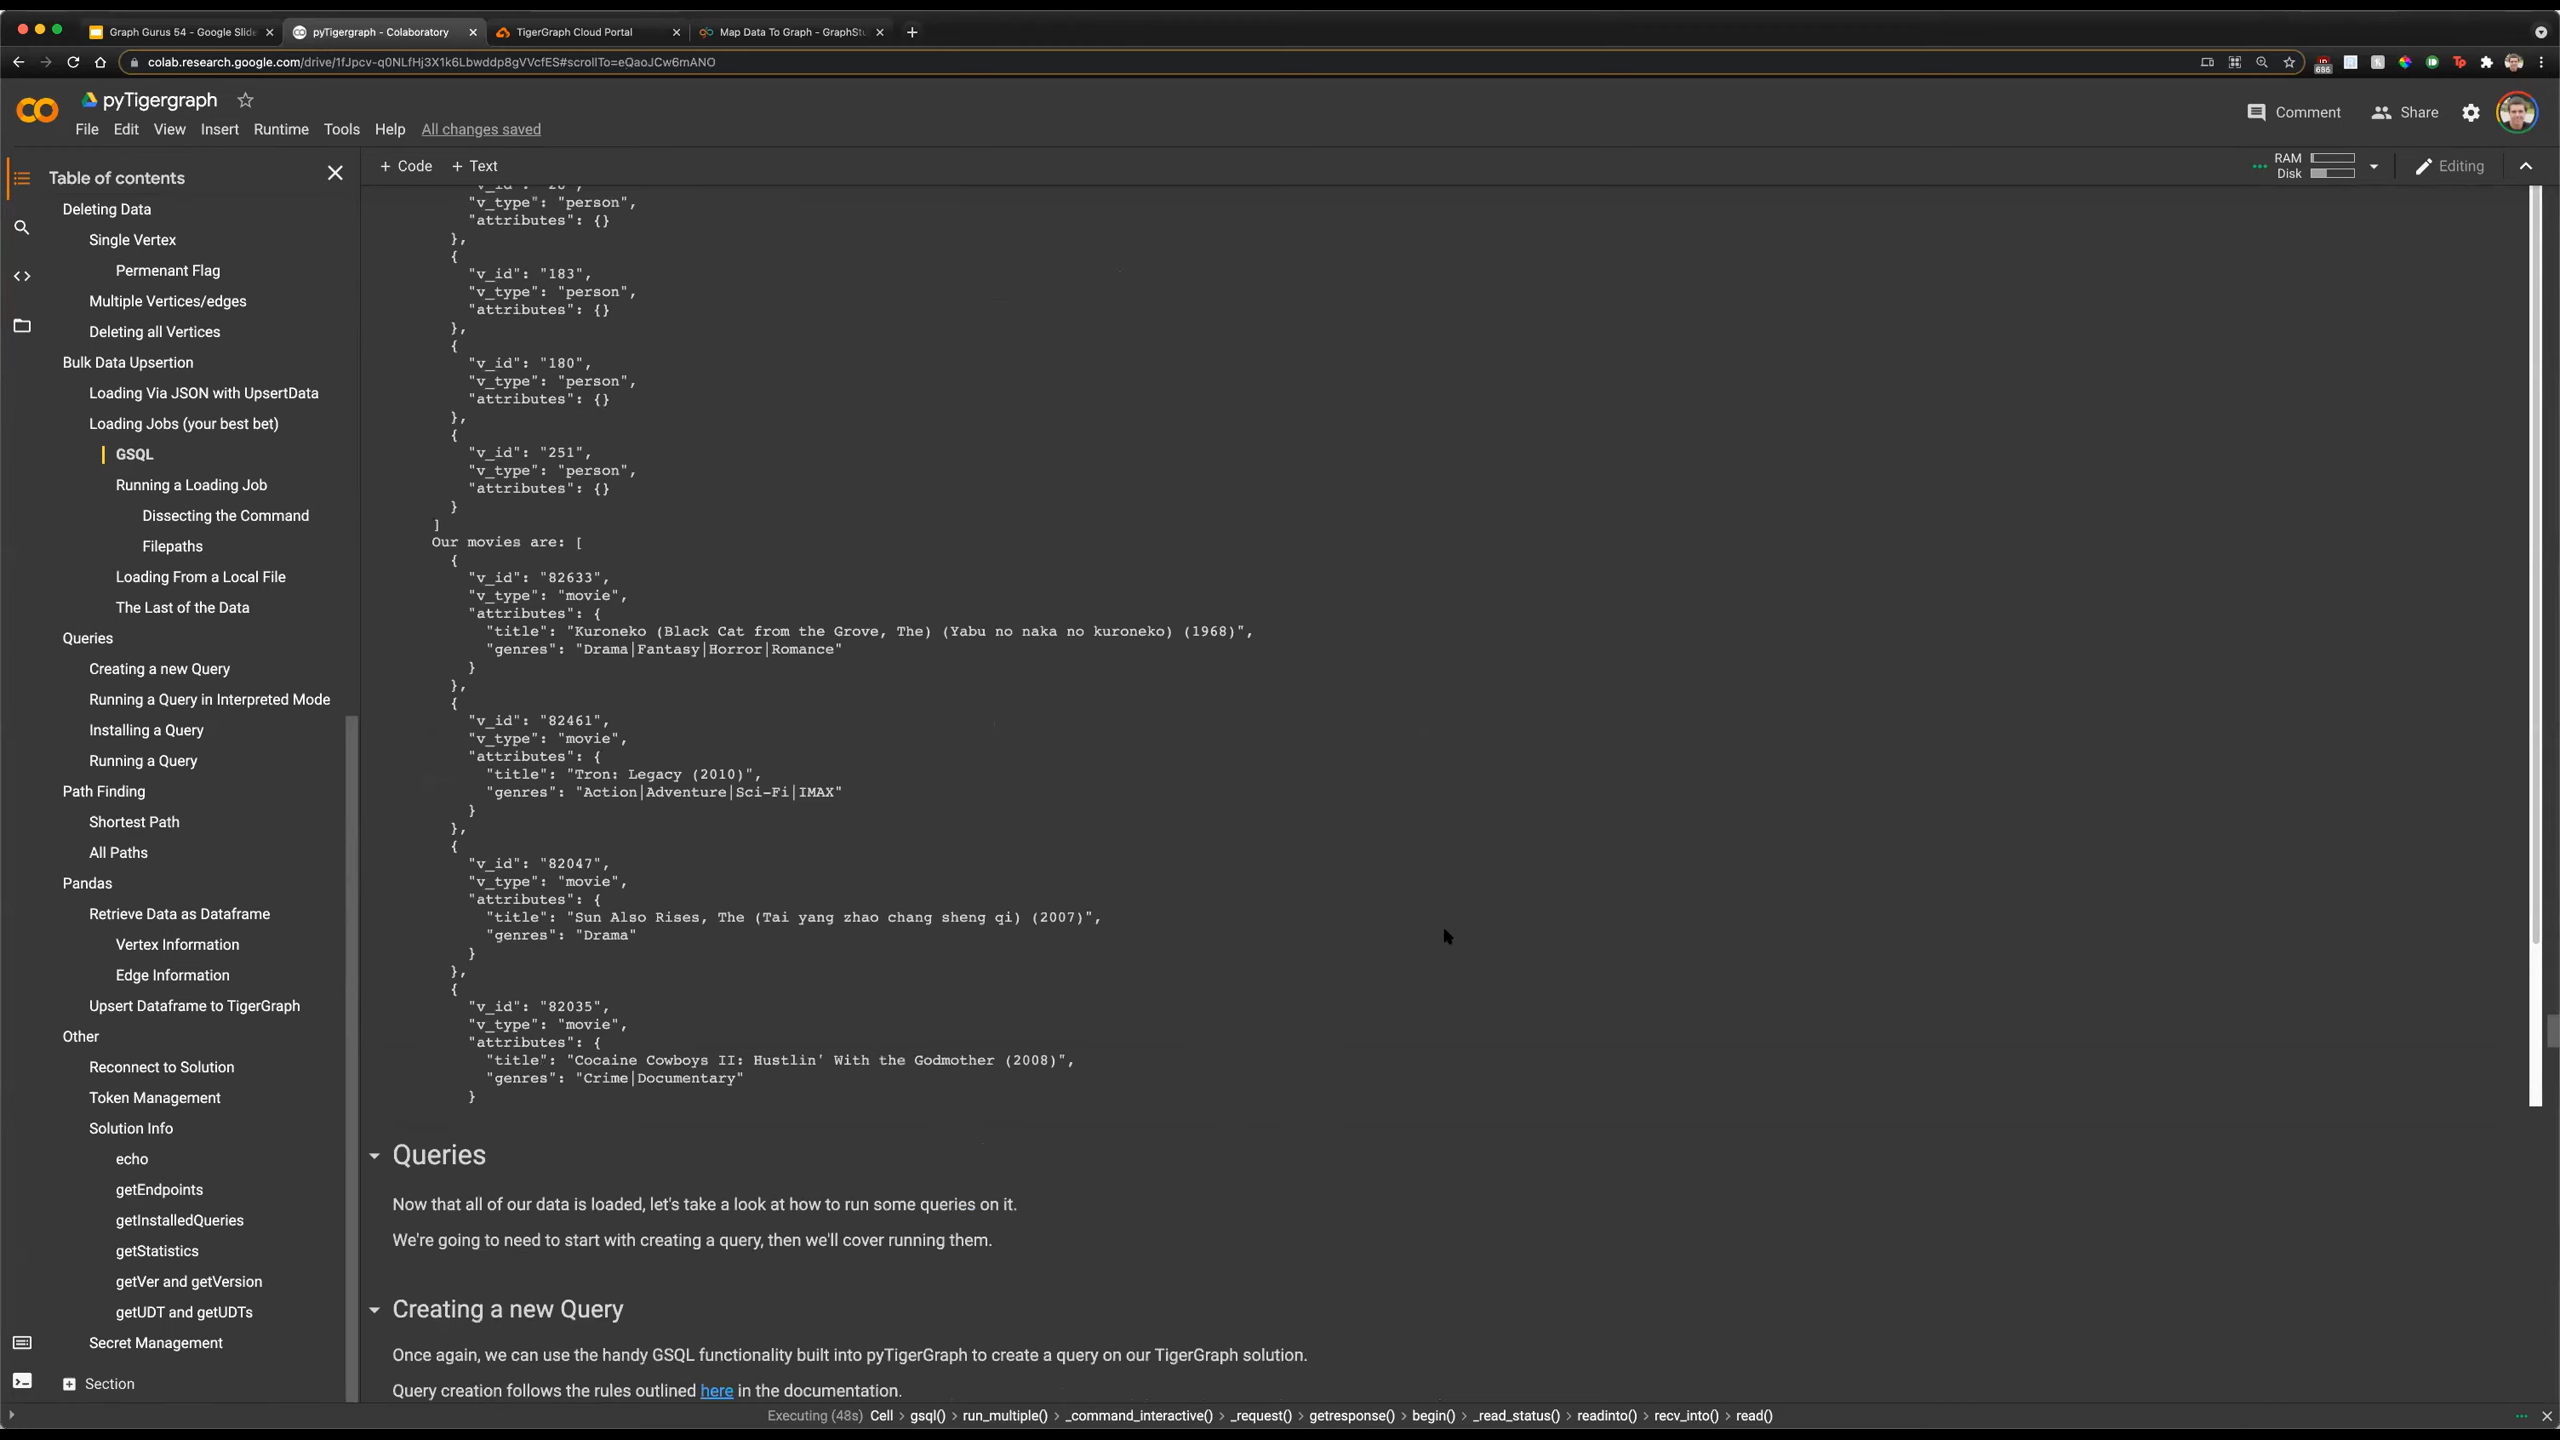 Graph Gurus 54 - Google Slide
pyTigergraph - Colaboratory
TigerGraph Cloud Portal
Map Data To Graph - GraphStu
colab.research.google.com/drive/1fJpcv-q0NLfHj3X1k6Lbwddp8gVVcfES#scrollTo=eQaoJCw6mANO
686
pyTigergraph
Comment
Share
File Edit View Insert Runtime Tools Help All changes saved
+ Code + Text
RAM
Disk
Editing
Table of contents
Deleting Data
Single Vertex
Permenant Flag
Multiple Vertices/edges
Deleting all Vertices
Bulk Data Upsertion
Loading Via JSON with UpsertData
Loading Jobs (your best bet)
GSQL
Running a Loading Job
Dissecting the Command
Filepaths
Loading From a Local File
The Last of the Data
Queries
Creating a new Query
Running a Query in Interpreted Mode
Installing a Query
Running a Query
Path Finding
Shortest Path
All Paths
Pandas
Retrieve Data as Dataframe
Vertex Information
Edge Information
Upsert Dataframe to TigerGraph
Other
Reconnect to Solution
Token Management
Solution Info
echo
getEndpoints
getInstalledQueries
getStatistics
getVer and getVersion
getUDT and getUDTs
Secret Management
Section
"v_type": "person",
"attributes": {}
},
{
"v_id": "183",
"v_type": "person",
"attributes": {}
},
{
"v_id": "180",
"v_type": "person",
"attributes": {}
},
{
"v_id": "251",
"v_type": "person",
"attributes": {}
}
]
Our movies are: [
{
"v_id": "82633",
"v_type": "movie",
"attributes": {
"title": "Kuroneko (Black Cat from the Grove, The) (Yabu no naka no kuroneko) (1968)",
"genres": "Drama|Fantasy|Horror|Romance"
}
},
{
"v_id": "82461",
"v_type": "movie",
"attributes": {
"title": "Tron: Legacy (2010)",
"genres": "Action|Adventure|Sci-Fi|IMAX"
}
},
{
"v_id": "82047",
"v_type": "movie",
"attributes": {
"title": "Sun Also Rises, The (Tai yang zhao chang sheng qi) (2007)",
"genres": "Drama"
}
},
{
"v_id": "82035",
"v_type": "movie",
"attributes": {
"title": "Cocaine Cowboys II: Hustlin' With the Godmother (2008)",
"genres": "Crime|Documentary"
}
Queries
Now that all of our data is loaded, let's take a look at how to run some queries on it.
We're going to need to start with creating a query, then we'll cover running them.
Creating a new Query
Once again, we can use the handy GSQL functionality built into pyTigerGraph to create a query on our TigerGraph solution.
Query creation follows the rules outlined here in the documentation.
Executing (48s) Cell > gsql() > run_multiple() > _command_interactive() > _request() > getresponse() > begin() > _read_status() > readinto() > recv_into() > read()